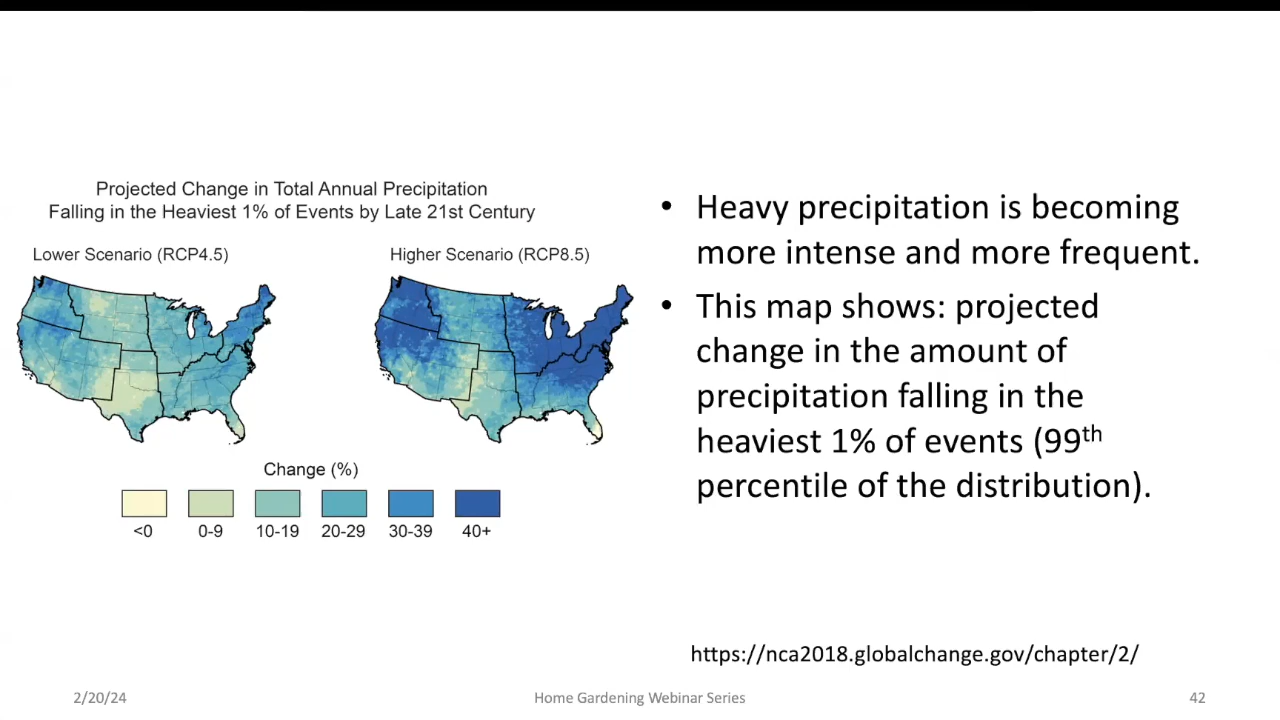 Projected Change in Total Annual Precipitation
Falling in the Heaviest 1% of Events by Late 21st Century
Lower Scenario (RCP4.5)
Higher Scenario (RCP8.5)
Change (%)
<0
0-9
10-19
20-29
30-39
40+
• Heavy precipitation is becoming
more intense and more frequent.
• This map shows: projected
change in the amount of
precipitation falling in the
heaviest 1% of events (99th
percentile of the distribution).
https://nca2018.globalchange.gov/chapter/2/
2/20/24
Home Gardening Webinar Series
42